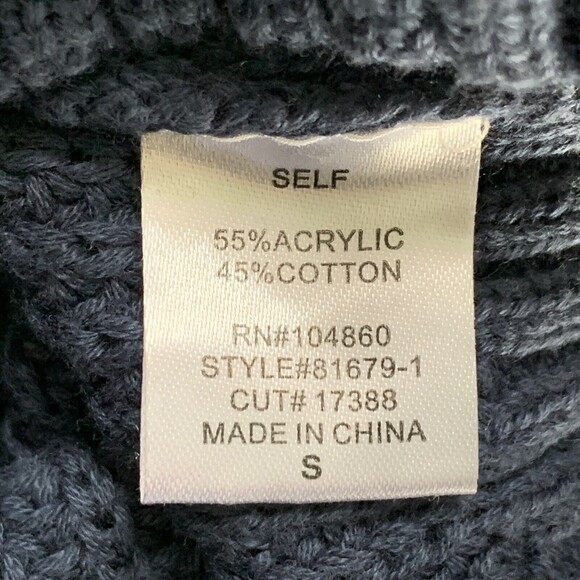 SELF
55%ACRYLIC
45%COTTON
RN#104860
STYLE#81679-1
CUT# 17388
MADE IN CHINA
S